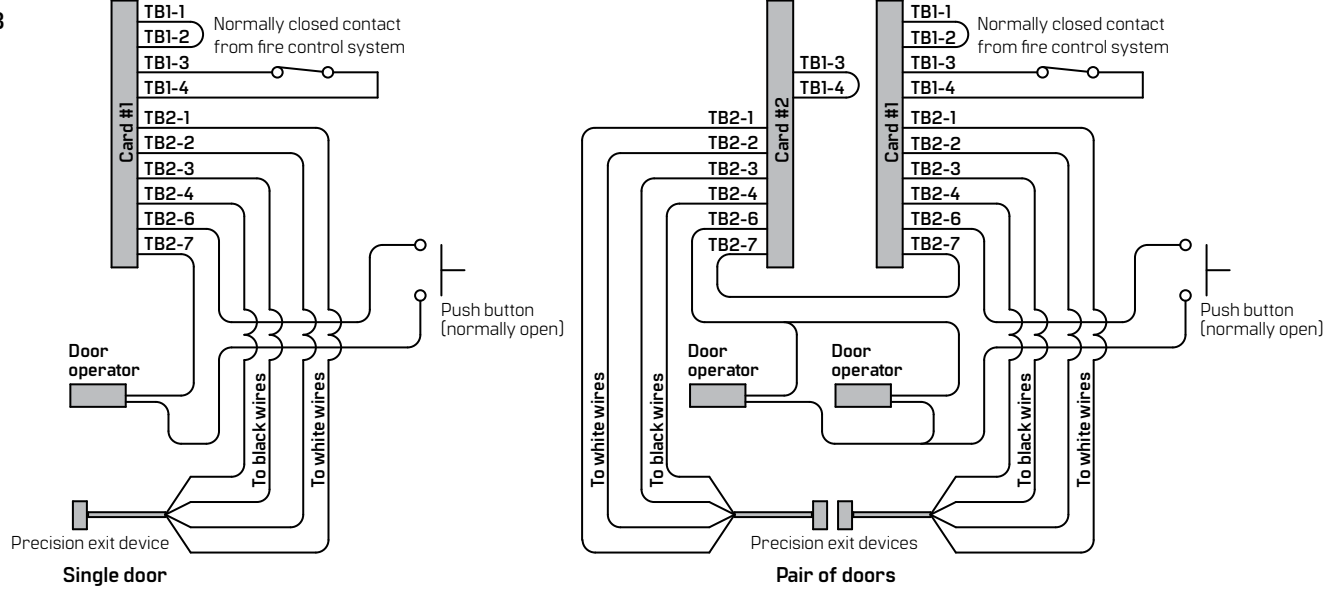 3
TB1-1
TB1-2
TB1-3
TB1-4
Normally closed contact
from fire control system
Card #1
TB2-1
TB2-2
TB2-3
TB2-4
TB2-6
TB2-7
Push button
(normally open)
Door
operator
To black wires
To white wires
Precision exit device
Single door
TB1-3
TB1-4
Card #2
TB2-1
TB2-2
TB2-3
TB2-4
TB2-6
TB2-7
TB1-1
TB1-2
TB1-3
TB1-4
Normally closed contact
from fire control system
Card #1
TB2-1
TB2-2
TB2-3
TB2-4
TB2-6
TB2-7
Push button
(normally open)
Door
operator
Door
operator
To white wires
To black wires
To black wires
To white wires
Precision exit devices
Pair of doors